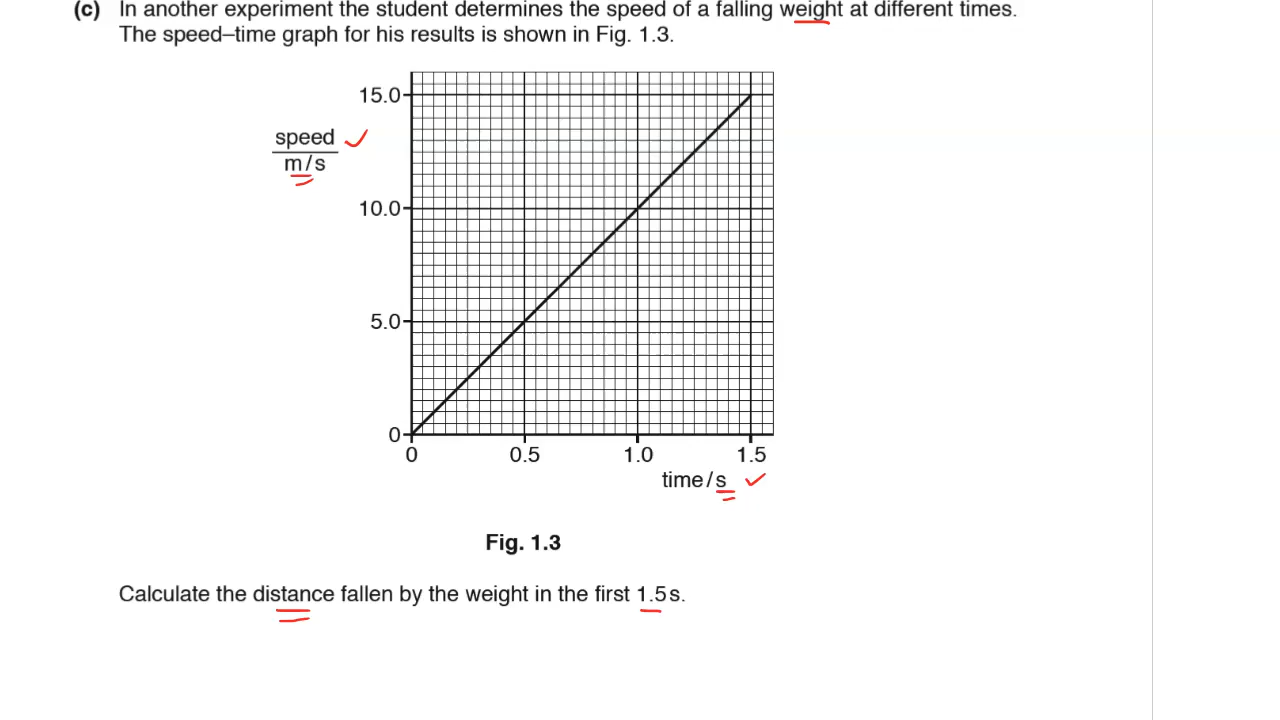 (c) In another experiment the student determines the speed of a falling weight at different times.
The speed–time graph for his results is shown in Fig. 1.3.
15.0
speed
m/s
10.0
5.0
0
0 0.5 1.0 1.5
time/s
Fig. 1.3
Calculate the distance fallen by the weight in the first 1.5 s.